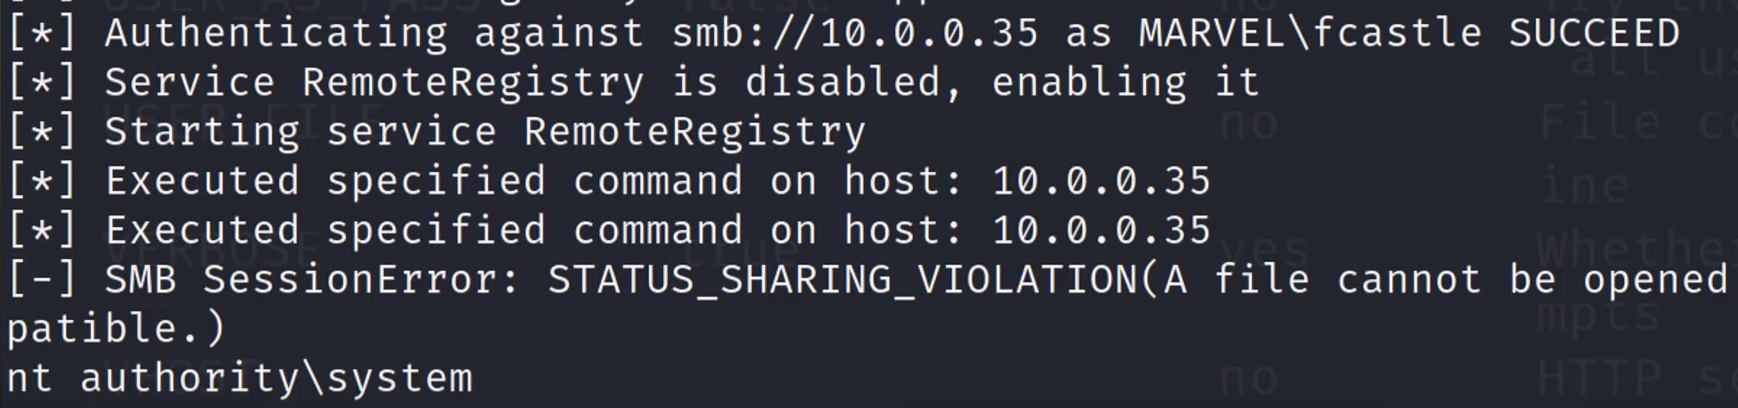 [*] Authenticating against smb://10.0.0.35 as MARVEL\fcastle SUCCEED
[*] Service RemoteRegistry is disabled, enabling it
[*] Starting service RemoteRegistry
[*] Executed specified command on host: 10.0.0.35
[*] Executed specified command on host: 10.0.0.35
[-] SMB SessionError: STATUS_SHARING_VIOLATION(A file cannot be opened
patible.)
nt authority\system